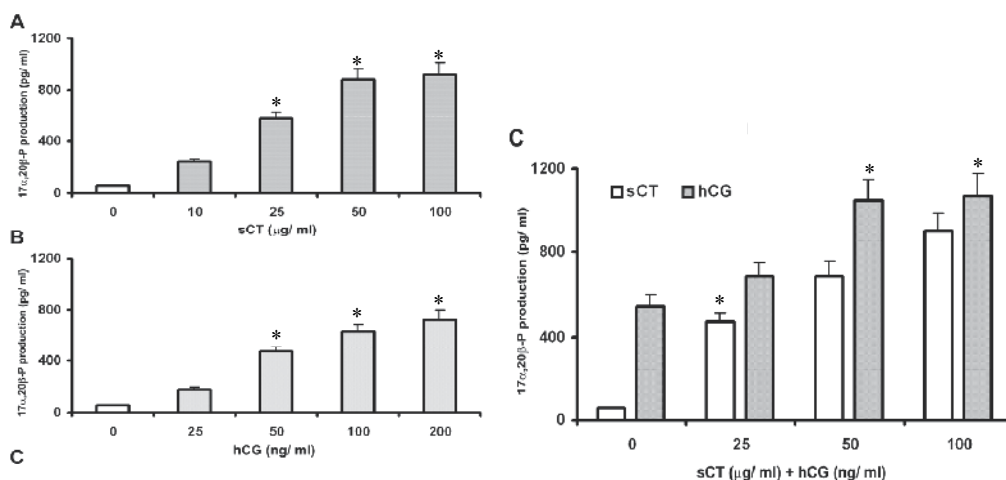 A
17α,20β-P production (pg/ ml)
1200
800
400
0
* * *
0 10 25 50 100
sCT (µg/ ml)
B
17α,20β-P production (pg/ ml)
1200
800
400
0
* * *
0 25 50 100 200
hCG (ng/ ml)
C
C
17α,20β-P production (pg/ ml)
1200
800
400
0
sCT hCG
* * *
0 25 50 100
sCT (µg/ ml) + hCG (ng/ ml)